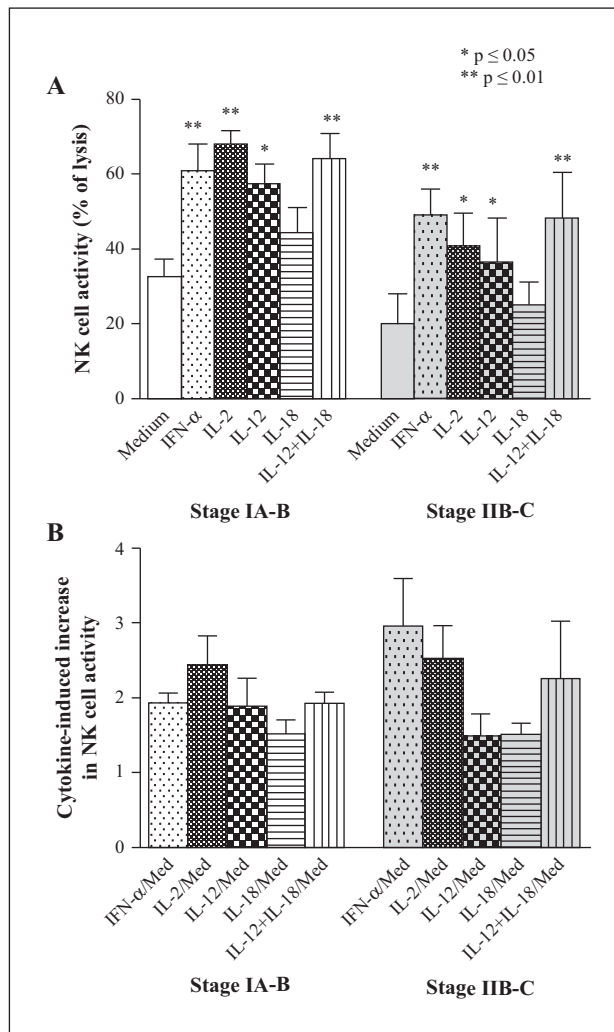 A
* p ≤ 0.05
** p ≤ 0.01
NK cell activity (% of lysis)
80
60
40
20
0
** ** * ** ** * * **
Medium IFN-α IL-2 IL-12 IL-18 IL-12+IL-18 Medium IFN-α IL-2 IL-12 IL-18 IL-12+IL-18
Stage IA-B Stage IIB-C
B
Cytokine-induced increase
in NK cell activity
4
3
2
1
0
IFN-α/Med IL-2/Med IL-12/Med IL-18/Med IL-12+IL-18/Med IFN-α/Med IL-2/Med IL-12/Med IL-18/Med IL-12+IL-18/Med
Stage IA-B Stage IIB-C